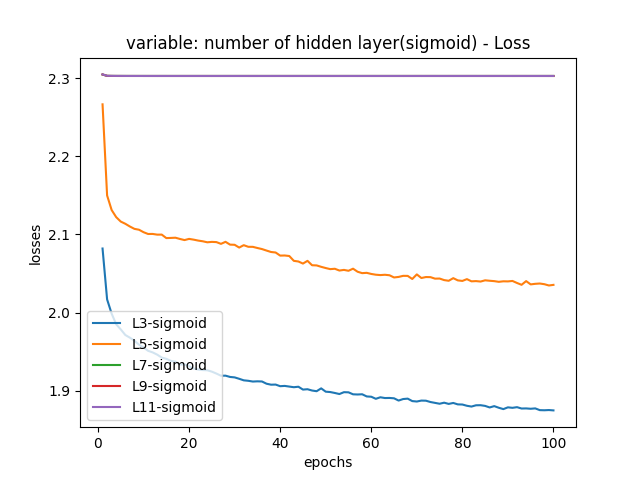 variable: number of hidden layer(sigmoid) - Loss
2.3
2.2
2.1
2.0
1.9
losses
L3-sigmoid
L5-sigmoid
L7-sigmoid
L9-sigmoid
L11-sigmoid
0
20
40
60
80
100
epochs